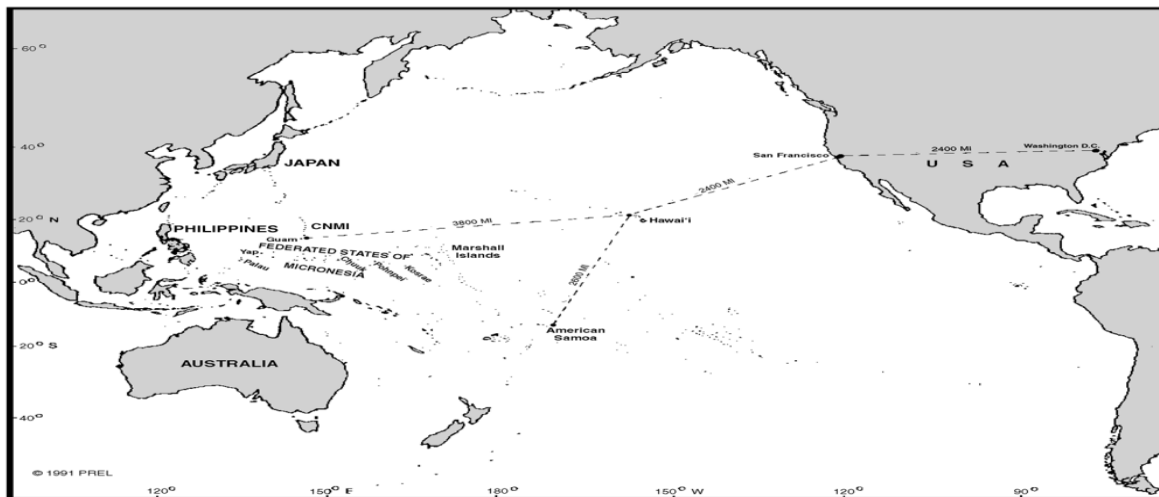 60°
40°
2400 MI
Washington D.C.
San Francisco
U S A
JAPAN
2400 MI
20°
N
Hawai'i
3800 MI
PHILIPPINES
CNMI
Guam
Marshall
Islands
FEDERATED STATES OF
MICRONESIA
Yap
Palau
Chuuk
Pohnpei
Kosrae
0°
2600 MI
American
Samoa
20°
S
AUSTRALIA
40°
© 1991 PREL
120°
150° E
180°
150° W
120°
90°